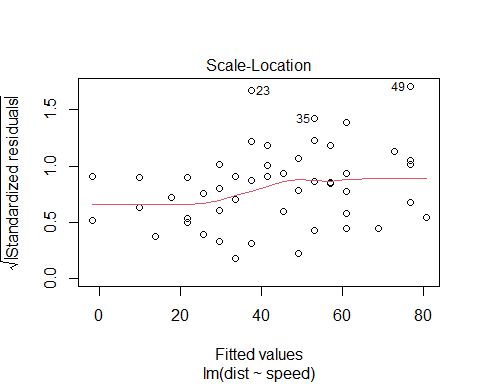 Scale-Location
√|Standardized residuals|
1.5
1.0
0.5
0.0
23
49
35
0 20 40 60 80
Fitted values
lm(dist ~ speed)